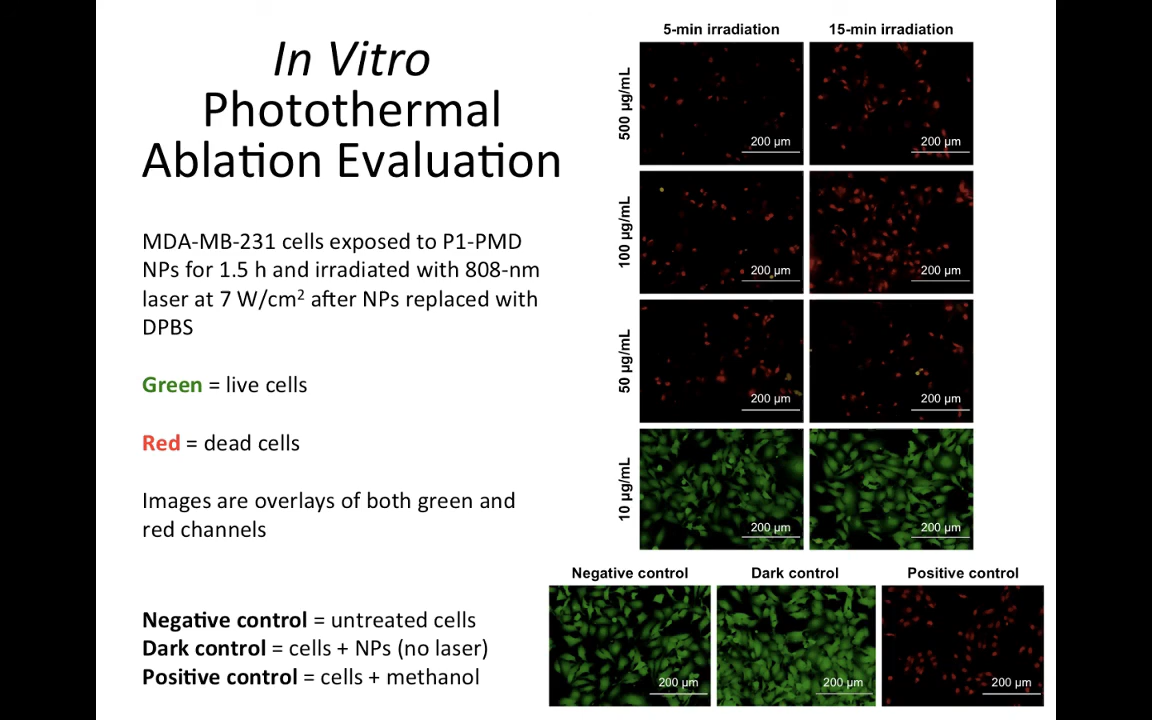 In Vitro
Photothermal
Ablation Evaluation
MDA-MB-231 cells exposed to P1-PMD
NPs for 1.5 h and irradiated with 808-nm
laser at 7 W/cm² after NPs replaced with
DPBS
Green = live cells
Red = dead cells
Images are overlays of both green and
red channels
Negative control = untreated cells
Dark control = cells + NPs (no laser)
Positive control = cells + methanol
5-min irradiation 15-min irradiation
500 µg/mL
200 µm 200 µm
100 µg/mL
200 µm 200 µm
50 µg/mL
200 µm 200 µm
10 µg/mL
200 µm 200 µm
Negative control Dark control Positive control
200 µm 200 µm 200 µm